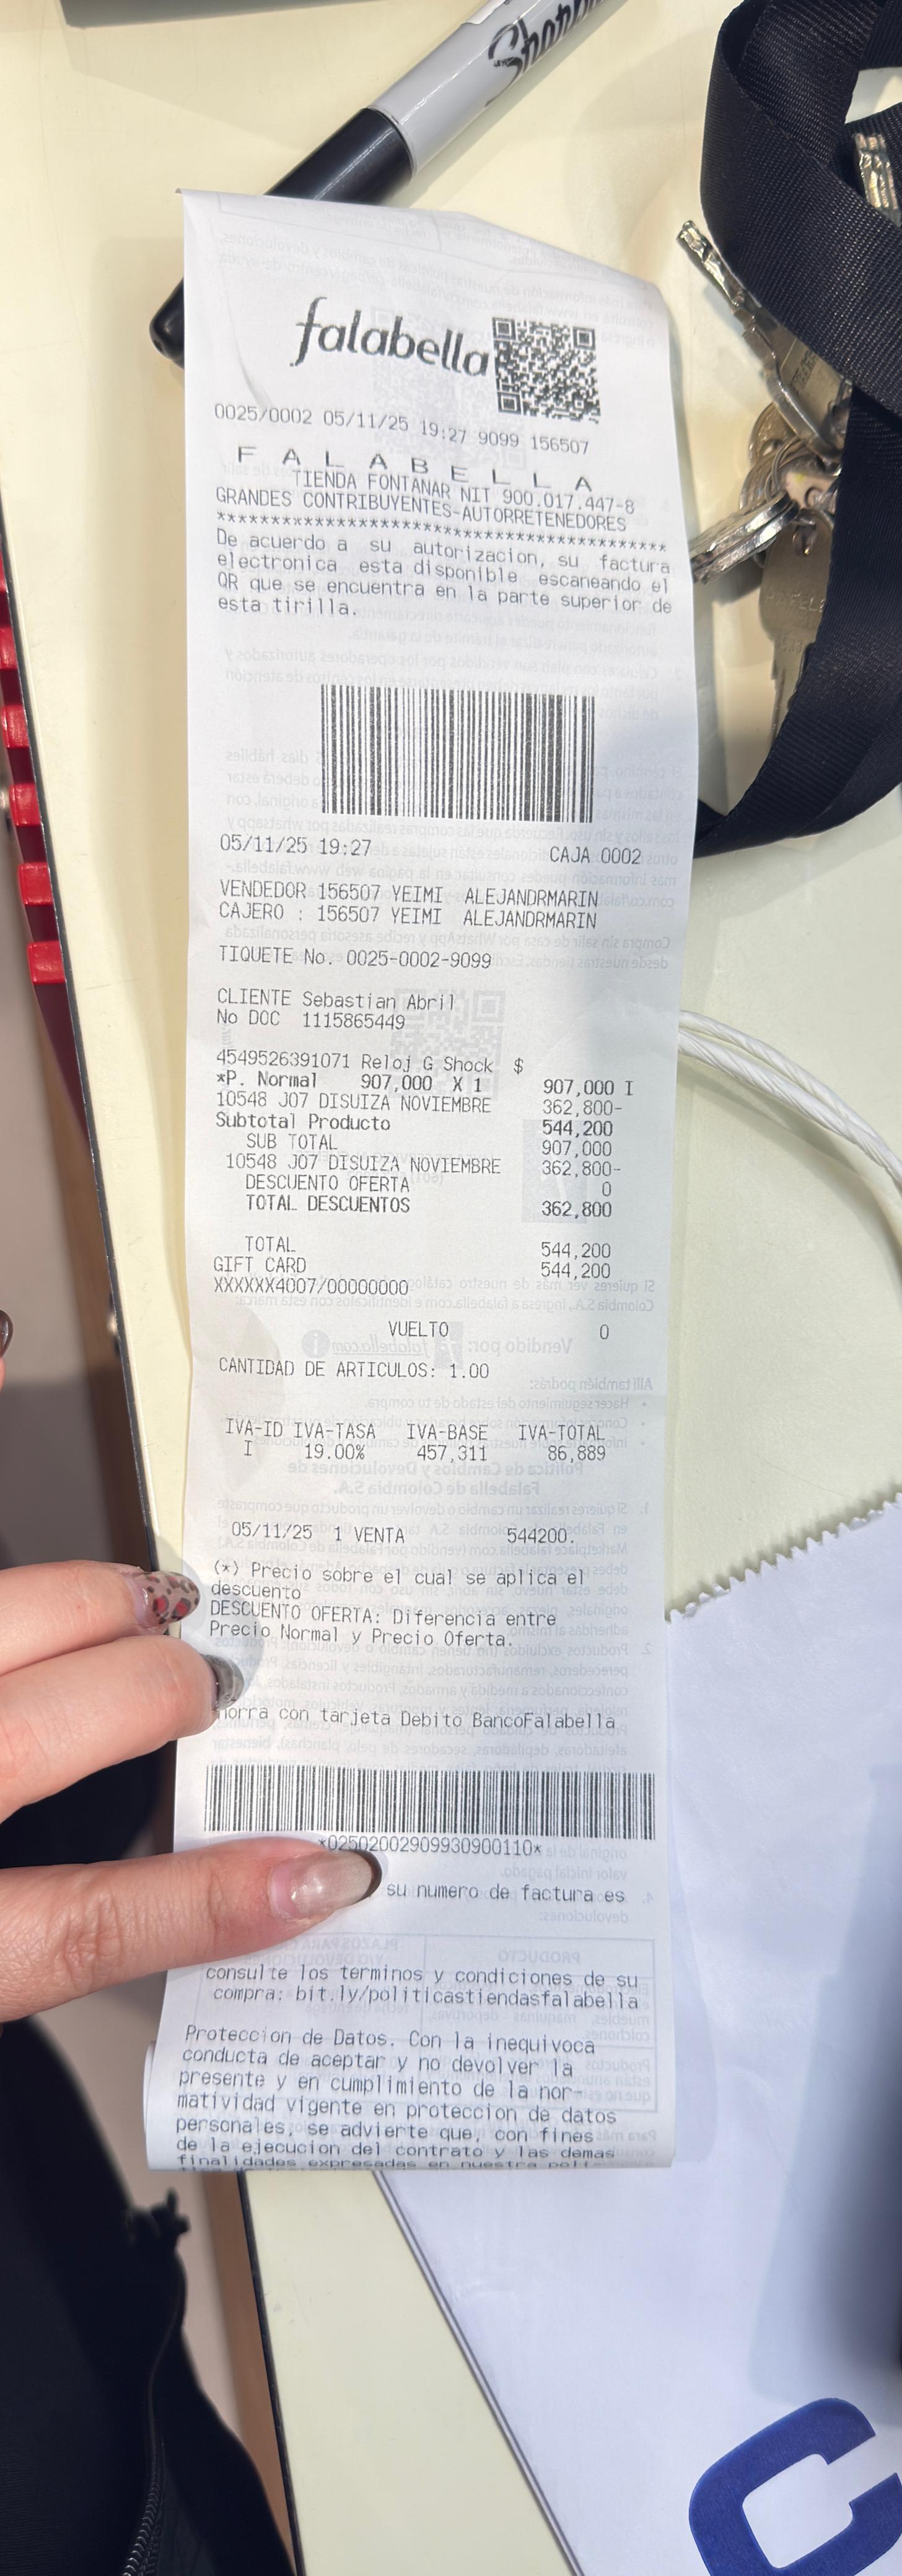 Sharpie
falabella
0025/0002 05/11/25 19:27 9099 156507
F A L A B E L L A
TIENDA FONTANAR NIT 900.017.447-8
GRANDES CONTRIBUYENTES-AUTORRETENEDORES
******************************************
De acuerdo a su autorizacion, su factura
electronica esta disponible escaneando el
QR que se encuentra en la parte superior de
esta tirilla.
05/11/25 19:27 CAJA 0002
VENDEDOR 156507 YEIMI ALEJANDRMARIN
CAJERO : 156507 YEIMI ALEJANDRMARIN
TIQUETE No. 0025-0002-9099
CLIENTE Sebastian Abril
No DOC 1115865449
4549526391071 Reloj G Shock $
*P. Normal 907,000 X 1 907,000 I
10548 J07 DISUIZA NOVIEMBRE 362,800-
Subtotal Producto 544,200
SUB TOTAL 907,000
10548 J07 DISUIZA NOVIEMBRE 362,800-
DESCUENTO OFERTA 0
TOTAL DESCUENTOS 362,800
TOTAL 544,200
GIFT CARD 544,200
XXXXXX4007/00000000
VUELTO 0
CANTIDAD DE ARTICULOS: 1.00
IVA-ID IVA-TASA IVA-BASE IVA-TOTAL
I 19.00% 457,311 86,889
05/11/25 1 VENTA 544200.
(*) Precio sobre el cual se aplica el
descuento
DESCUENTO OFERTA: Diferencia entre
Precio Normal y Precio Oferta.
horra con tarjeta Debito BancoFalabella
*02502002909930900110*
su numero de factura es
consulte los terminos y condiciones de su
compra: bit.ly/politicastiendasfalabella
Proteccion de Datos. Con la inequivoca
conducta de aceptar y no devolver la
presente y en cumplimiento de la nor-
matividad vigente en proteccion de datos
personales, se advierte que, con fines
de la ejecucion del contrato y las demas
finalidades expresadas en nuestra poli
C